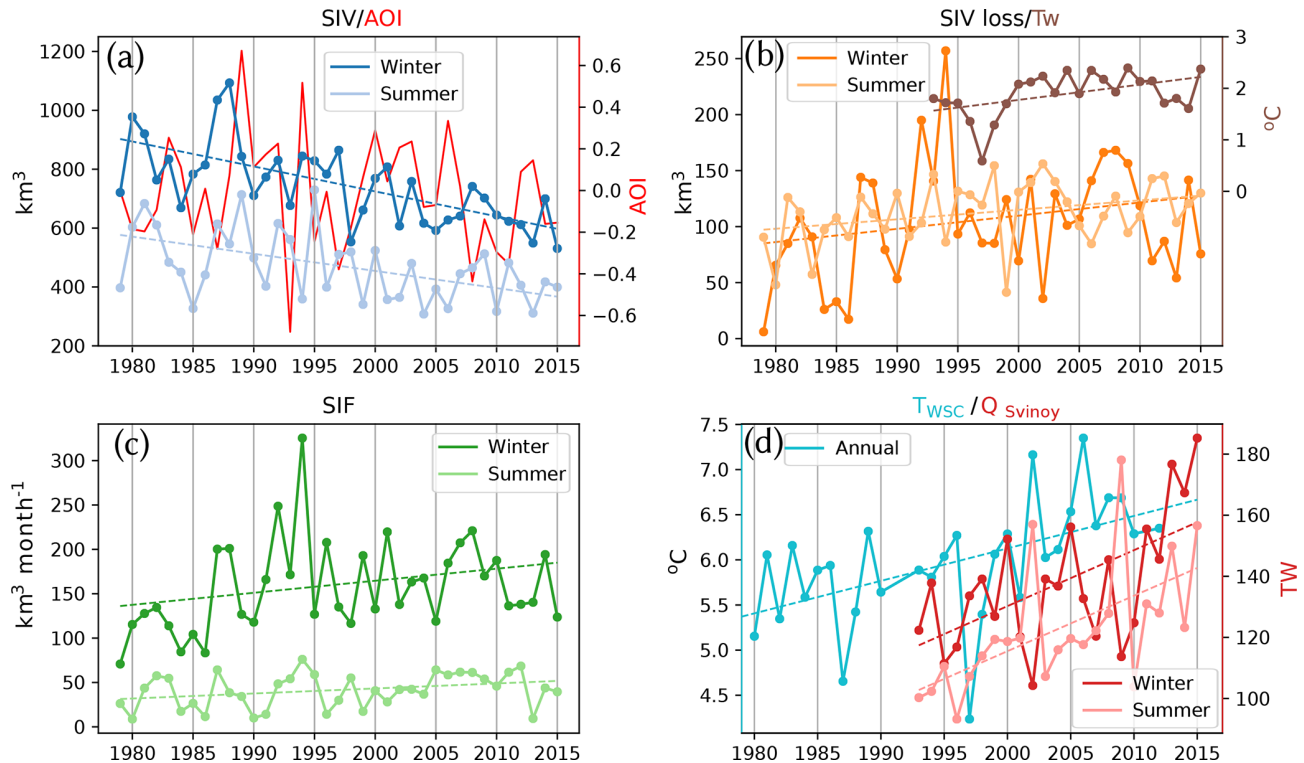 SIV/AOI
(a)
Winter
Summer
1200
1000
800
600
400
200
km³
0.6
0.4
0.2
0.0
−0.2
−0.4
−0.6
AOI
1980 1985 1990 1995 2000 2005 2010 2015
SIV loss/Tw
(b)
Winter
Summer
250
200
150
100
50
0
km³
3
2
1
0
⁰C
1980 1985 1990 1995 2000 2005 2010 2015
SIF
(c)
Winter
Summer
300
250
200
150
100
50
0
km³ month⁻¹
1980 1985 1990 1995 2000 2005 2010 2015
T_WSC / Q_Svinoy
(d)
Annual
7.5
7.0
6.5
6.0
5.5
5.0
4.5
⁰C
180
160
140
120
100
TW
Winter
Summer
1980 1985 1990 1995 2000 2005 2010 2015